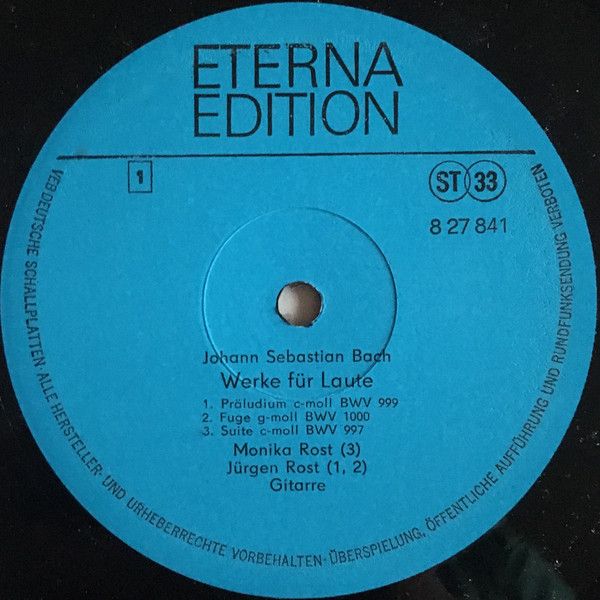 ETERNA
EDITION
1
ST 33
8 27 841
Johann Sebastian Bach
Werke für Laute
1. Präludium c-moll BWV 999
2. Fuge g-moll BWV 1000
3. Suite c-moll BWV 997
Monika Rost (3)
Jürgen Rost (1, 2)
Gitarre
VEB DEUTSCHE SCHALLPLATTEN ALLE HERSTELLER- UND URHEBERRECHTE VORBEHALTEN·ÜBERSPIELUNG, ÖFFENTLICHE AUFFÜHRUNG UND RUNDFUNKSENDUNG VERBOTEN